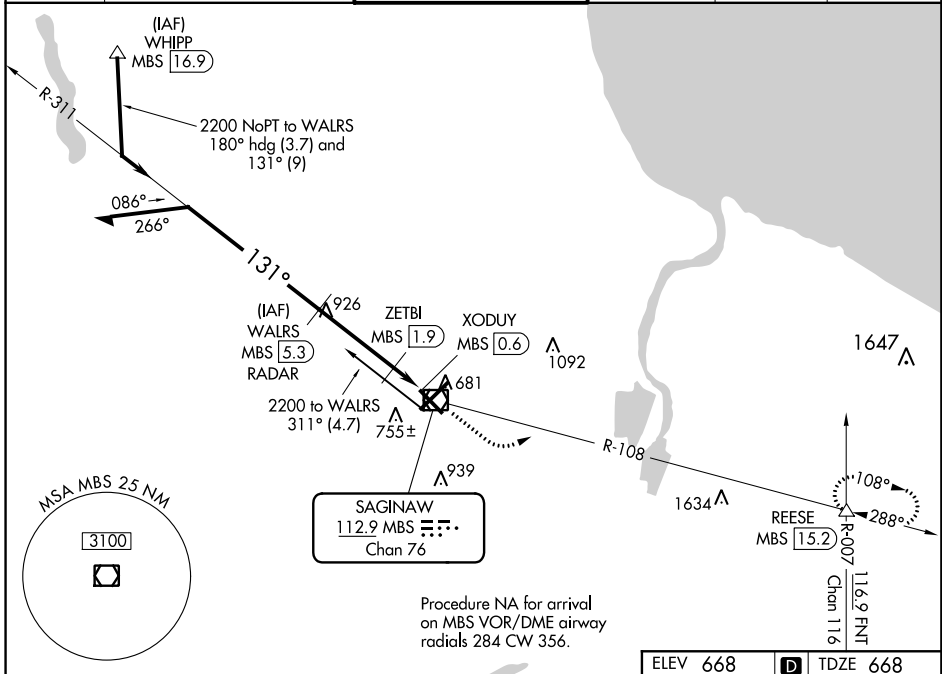 (IAF)
WHIPP
MBS 16.9
R-311
2200 NoPT to WALRS
180° hdg (3.7) and
131° (9)
086°
266°
131°
(IAF)
WALRS
MBS 5.3
RADAR
926
ZETBI
MBS 1.9
XODUY
MBS 0.6
1092
1647
681
2200 to WALRS
311° (4.7)
755±
R-108
939
1634
108°
288°
REESE
MBS 15.2
R-007
116.9 FNT
Chan 116
MSA MBS 25 NM
3100
SAGINAW
112.9 MBS
Chan 76
Procedure NA for arrival
on MBS VOR/DME airway
radials 284 CW 356.
ELEV 668 D TDZE 668